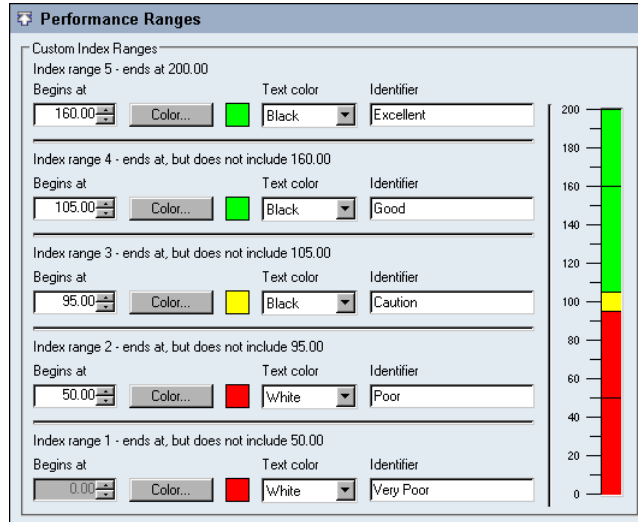 Performance Ranges
Custom Index Ranges
Index range 5 - ends at 200.00
Begins at Text color Identifier
160.00 Color... Black Excellent
Index range 4 - ends at, but does not include 160.00
Begins at Text color Identifier
105.00 Color... Black Good
Index range 3 - ends at, but does not include 105.00
Begins at Text color Identifier
95.00 Color... Black Caution
Index range 2 - ends at, but does not include 95.00
Begins at Text color Identifier
50.00 Color... White Poor
Index range 1 - ends at, but does not include 50.00
Begins at Text color Identifier
0.00 Color... White Very Poor
200
180
160
140
120
100
80
60
40
20
0